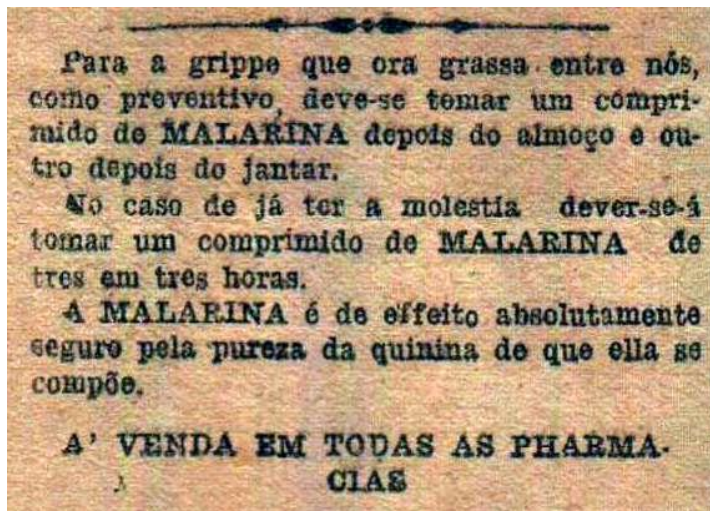 Para a grippe que ora grassa entre nós,
como preventivo, deve-se tomar um compri-
mido de MALARINA depois do almoço e ou-
tro depois do jantar.
No caso de já ter a molestia dever-se-á
tomar um comprimido de MALARINA de
tres em tres horas.
A MALARINA é de effeito absolutamente
seguro pela pureza da quinina de que ella se
compõe.
A' VENDA EM TODAS AS PHARMA-
CIAS